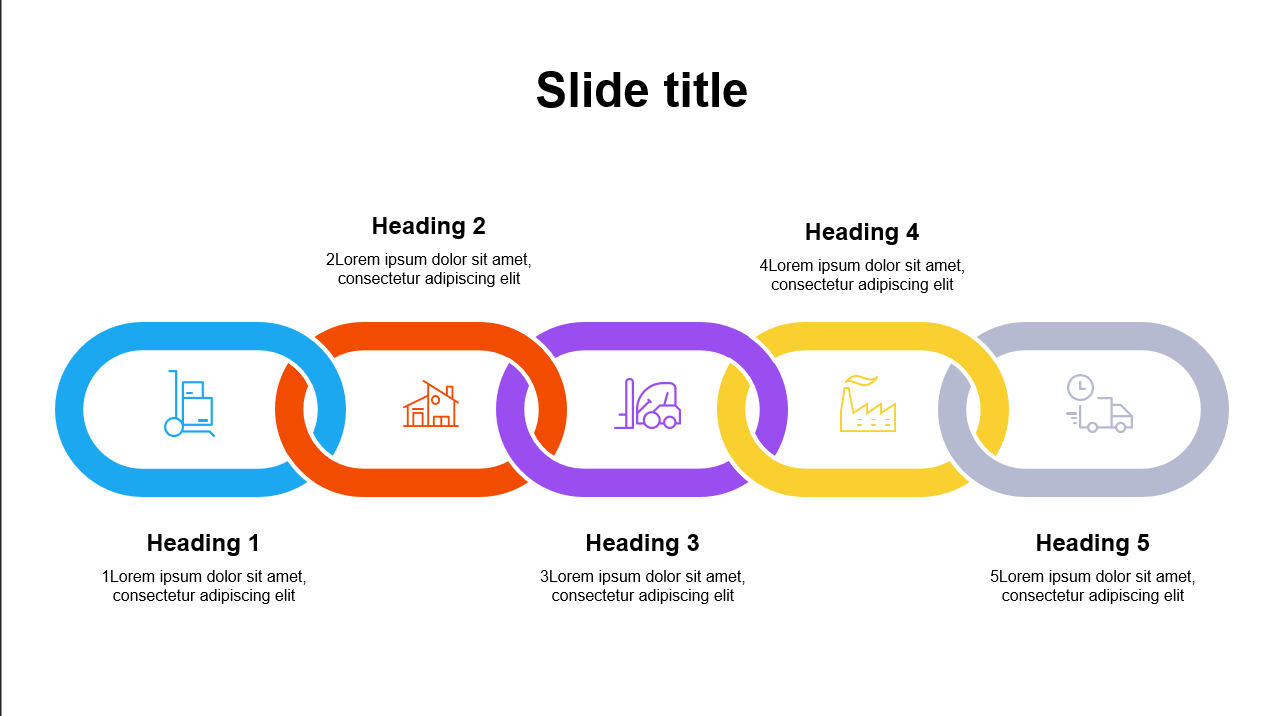 Slide title
Heading 1
1Lorem ipsum dolor sit amet,
consectetur adipiscing elit
Heading 2
2Lorem ipsum dolor sit amet,
consectetur adipiscing elit
Heading 3
3Lorem ipsum dolor sit amet,
consectetur adipiscing elit
Heading 4
4Lorem ipsum dolor sit amet,
consectetur adipiscing elit
Heading 5
5Lorem ipsum dolor sit amet,
consectetur adipiscing elit